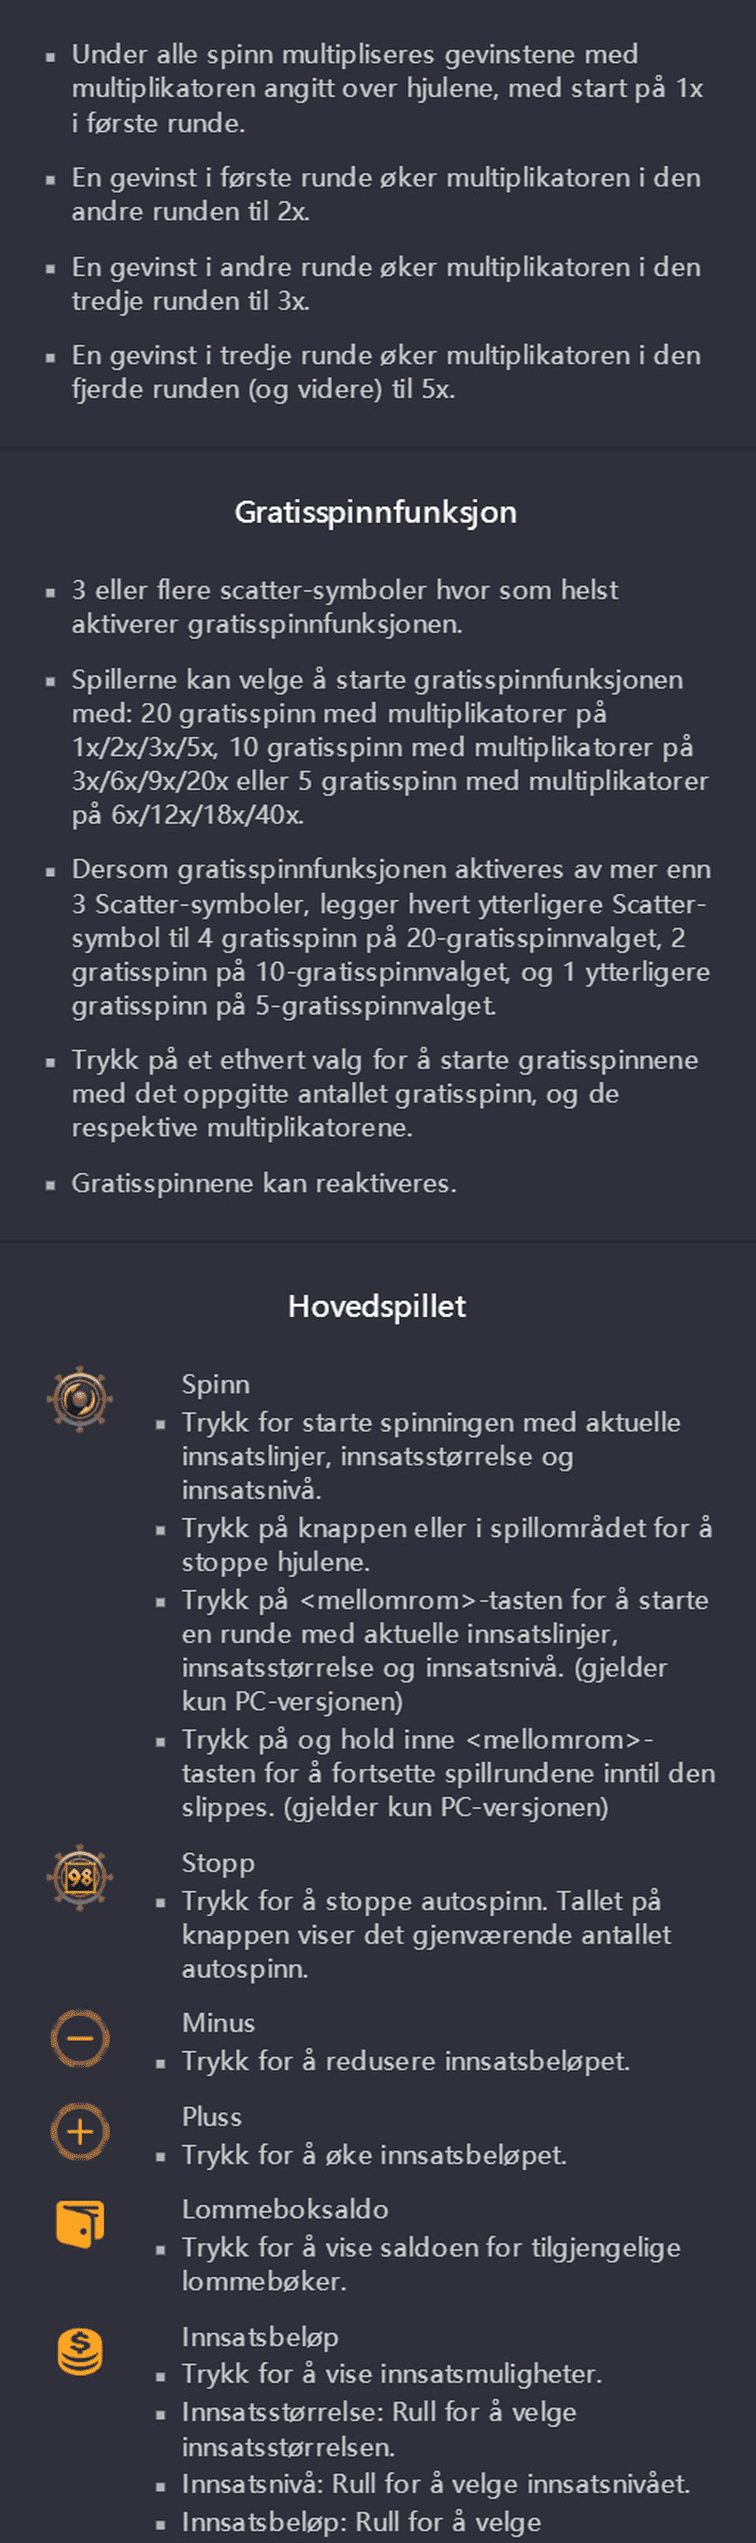 ▪ Under alle spinn multipliseres gevinstene med
multiplikatoren angitt over hjulene, med start på 1x
i første runde.
▪ En gevinst i første runde øker multiplikatoren i den
andre runden til 2x.
▪ En gevinst i andre runde øker multiplikatoren i den
tredje runden til 3x.
▪ En gevinst i tredje runde øker multiplikatoren i den
fjerde runden (og videre) til 5x.
Gratisspinnfunksjon
▪ 3 eller flere scatter-symboler hvor som helst
aktiverer gratisspinnfunksjonen.
▪ Spillerne kan velge å starte gratisspinnfunksjonen
med: 20 gratisspinn med multiplikatorer på
1x/2x/3x/5x, 10 gratisspinn med multiplikatorer på
3x/6x/9x/20x eller 5 gratisspinn med multiplikatorer
på 6x/12x/18x/40x.
▪ Dersom gratisspinnfunksjonen aktiveres av mer enn
3 Scatter-symboler, legger hvert ytterligere Scatter-
symbol til 4 gratisspinn på 20-gratisspinnvalget, 2
gratisspinn på 10-gratisspinnvalget, og 1 ytterligere
gratisspinn på 5-gratisspinnvalget.
▪ Trykk på et ethvert valg for å starte gratisspinnene
med det oppgitte antallet gratisspinn, og de
respektive multiplikatorene.
▪ Gratisspinnene kan reaktiveres.
Hovedspillet
Spinn
▪ Trykk for starte spinningen med aktuelle
innsatslinjer, innsatsstørrelse og
innsatsnivå.
▪ Trykk på knappen eller i spillområdet for å
stoppe hjulene.
▪ Trykk på <mellomrom>-tasten for å starte
en runde med aktuelle innsatslinjer,
innsatsstørrelse og innsatsnivå. (gjelder
kun PC-versjonen)
▪ Trykk på og hold inne <mellomrom>-
tasten for å fortsette spillrundene inntil den
slippes. (gjelder kun PC-versjonen)
98
Stopp
▪ Trykk for å stoppe autospinn. Tallet på
knappen viser det gjenværende antallet
autospinn.
Minus
▪ Trykk for å redusere innsatsbeløpet.
Pluss
▪ Trykk for å øke innsatsbeløpet.
Lommeboksaldo
▪ Trykk for å vise saldoen for tilgjengelige
lommebøker.
Innsatsbeløp
▪ Trykk for å vise innsatsmuligheter.
▪ Innsatsstørrelse: Rull for å velge
innsatsstørrelsen.
▪ Innsatsnivå: Rull for å velge innsatsnivået.
▪ Innsatsbeløp: Rull for å velge